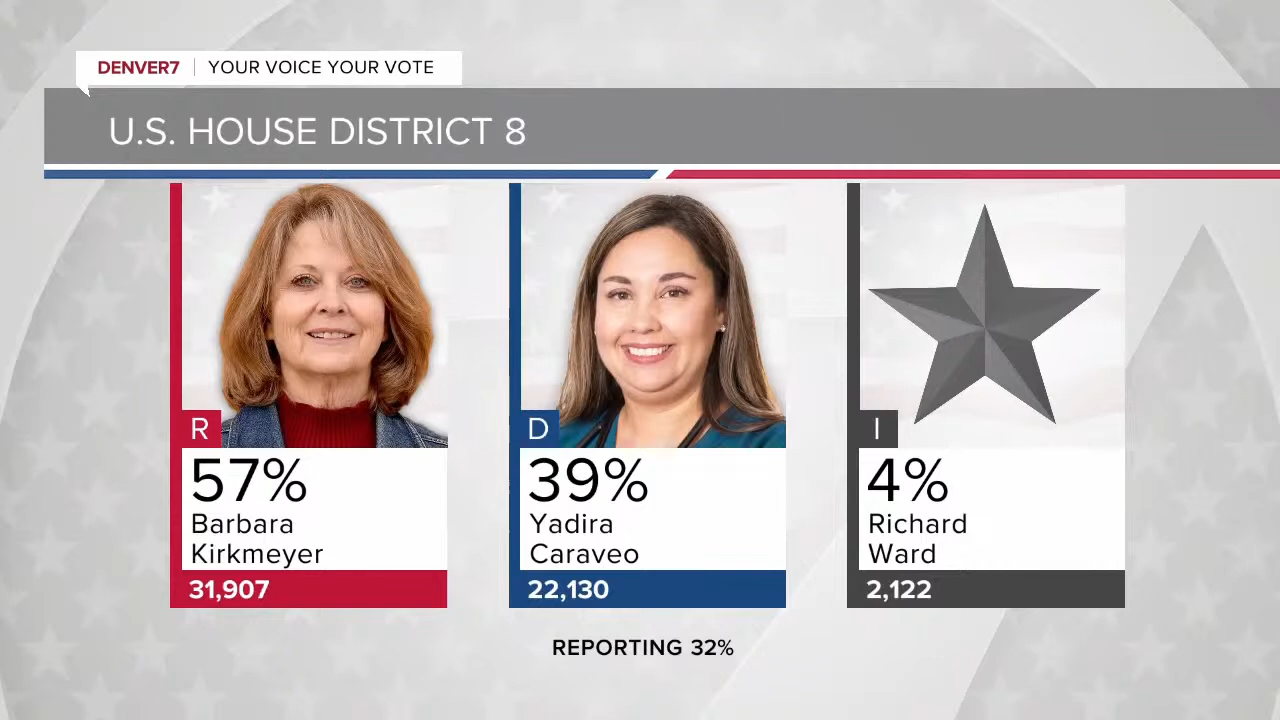 DENVER7 | YOUR VOICE YOUR VOTE
U.S. HOUSE DISTRICT 8
R
57%
Barbara
Kirkmeyer
31,907
D
39%
Yadira
Caraveo
22,130
I
4%
Richard
Ward
2,122
REPORTING 32%